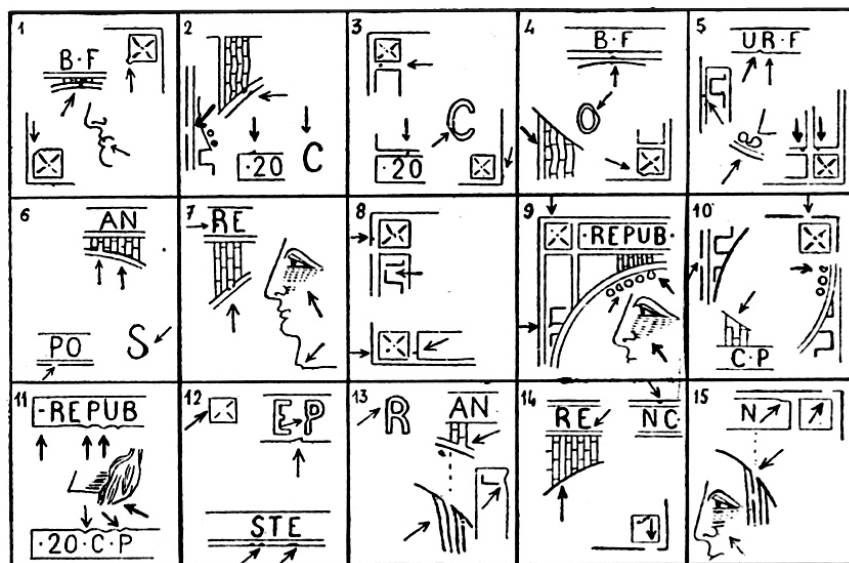 1
B·F
2
·20 C
3
·20 C
4
B·F
O
5
UR·F
6
AN
PO S
7
RE
8
9
·REPUB·
10
C·P
11
-REPUB
·20·C·P
12
E P
STE
13
R AN
14
RE NC
15
N